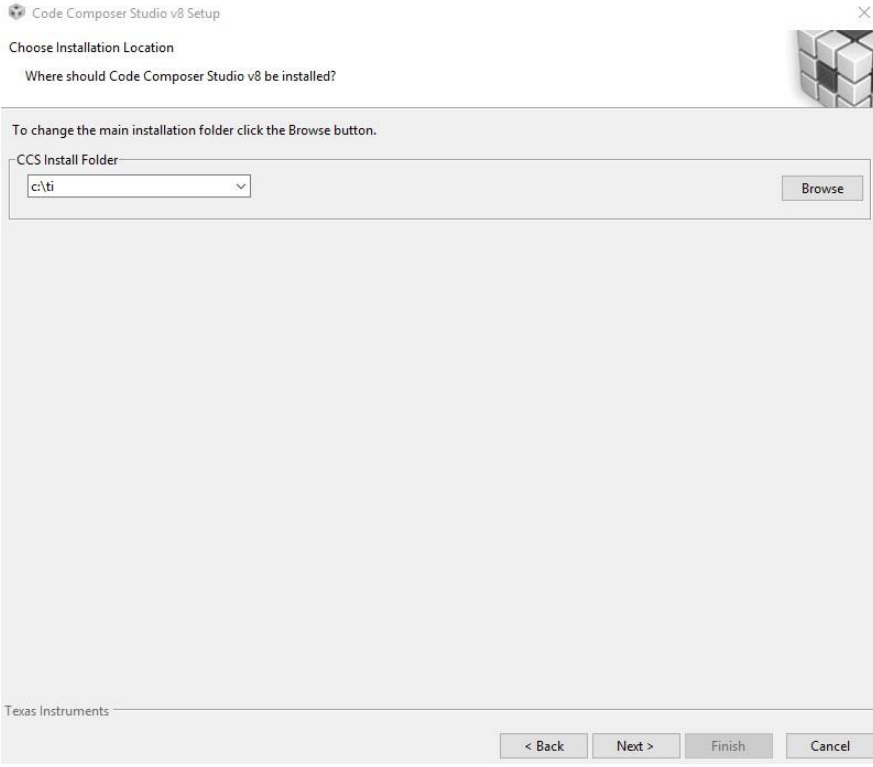 Code Composer Studio v8 Setup
Choose Installation Location
Where should Code Composer Studio v8 be installed?
To change the main installation folder click the Browse button.
CCS Install Folder
c:\ti
Browse
Texas Instruments
< Back Next > Finish Cancel